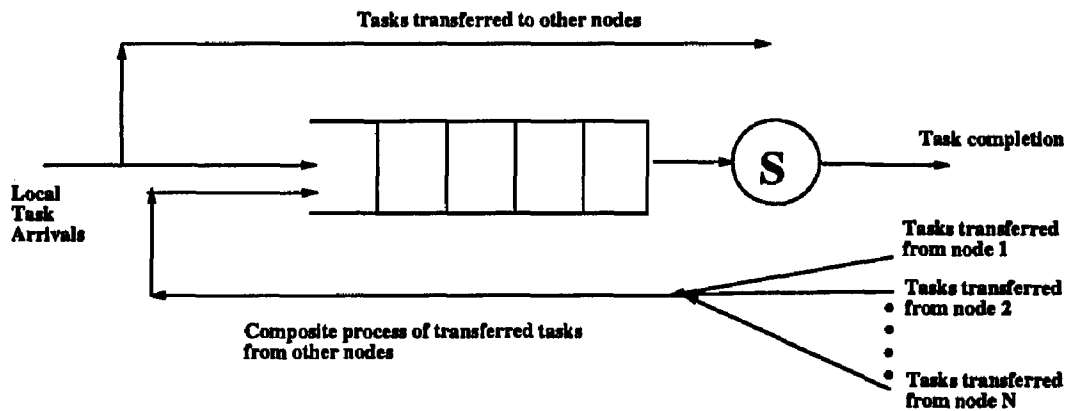 Tasks transferred to other nodes
Task completion
S
Local
Task
Arrivals
Tasks transferred
from node 1
Tasks transferred
from node 2
Composite process of transferred tasks
from other nodes
Tasks transferred
from node N